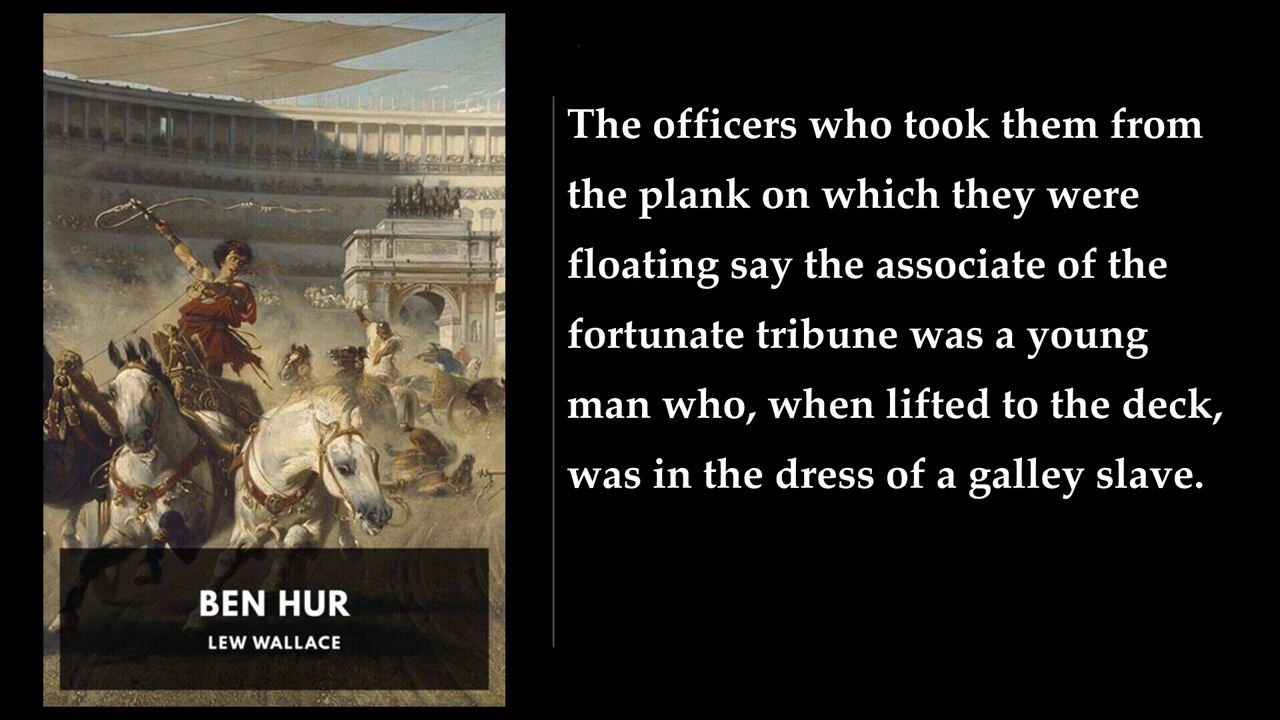 BEN HUR
LEW WALLACE
The officers who took them from
the plank on which they were
floating say the associate of the
fortunate tribune was a young
man who, when lifted to the deck,
was in the dress of a galley slave.